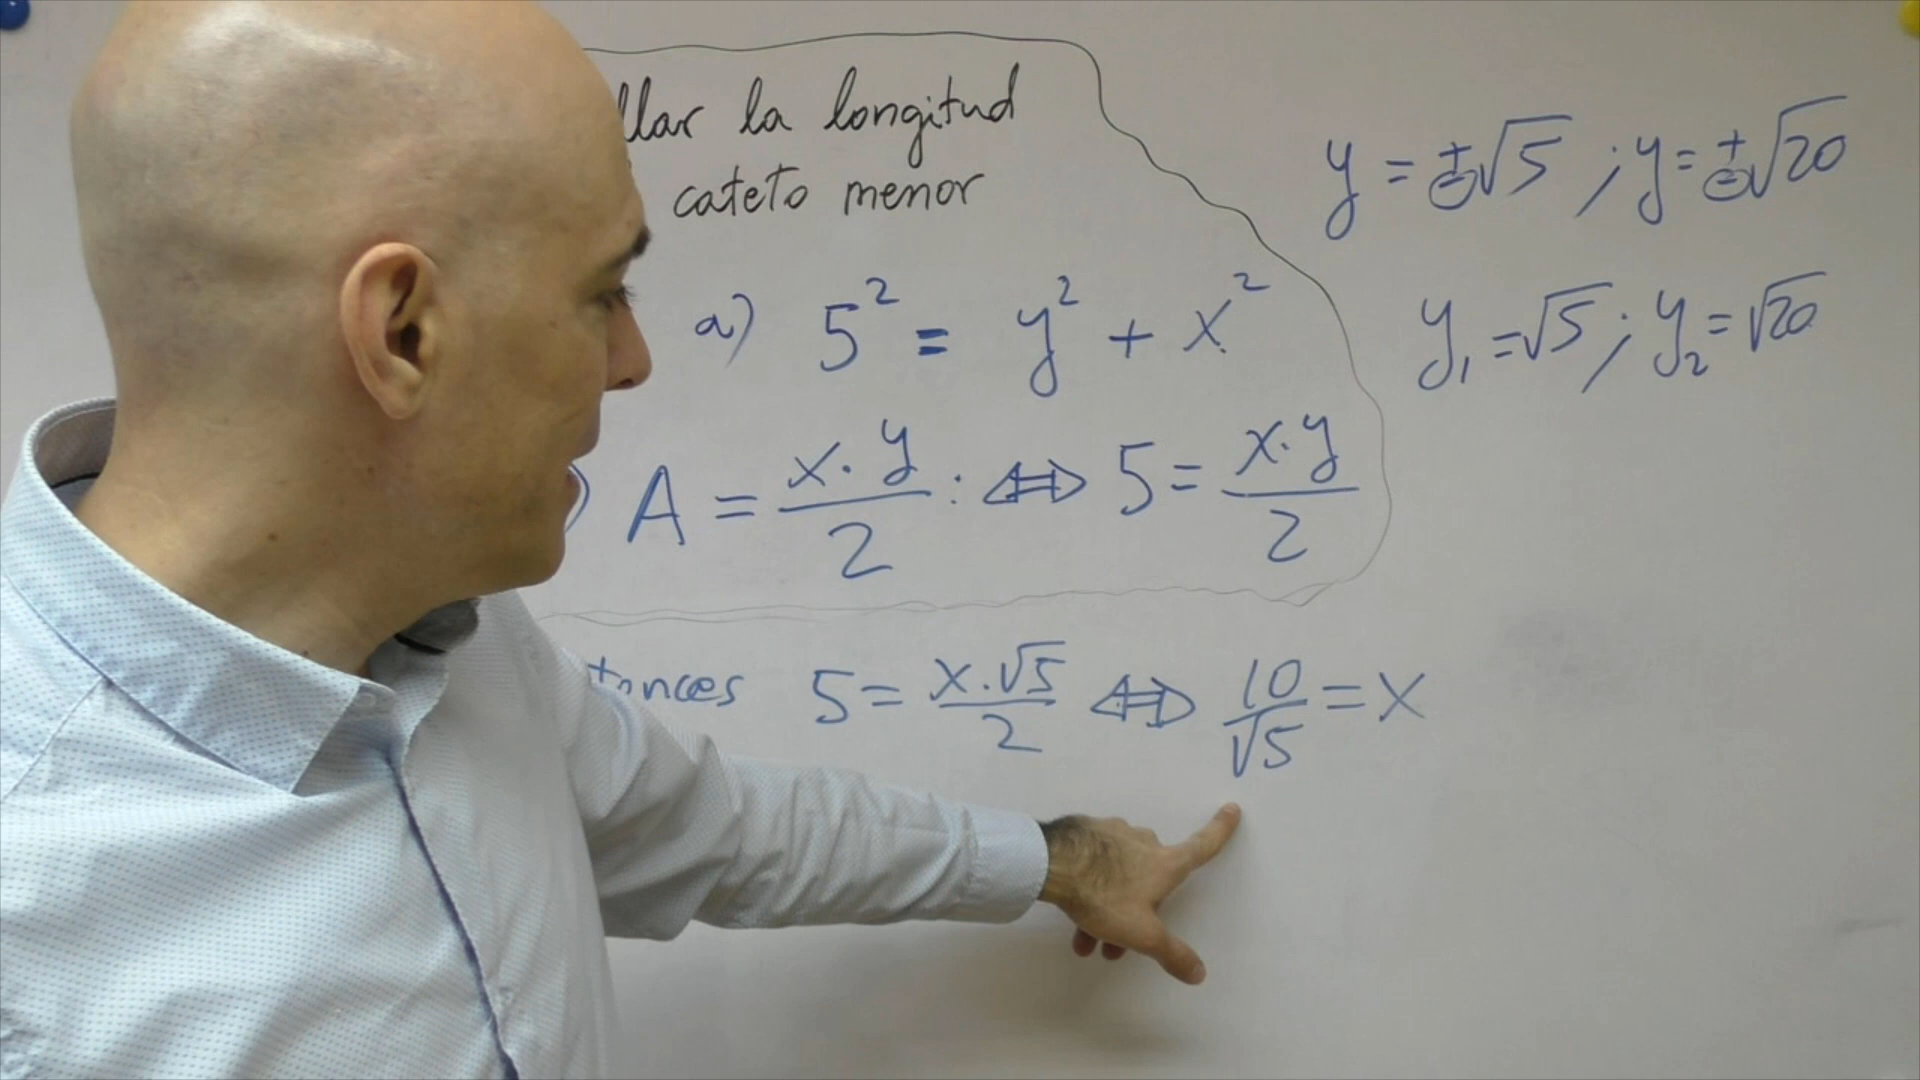 llar la longitud
cateto menor
a) 5² = y² + x²
) A = x·y/2 : ⇔ 5 = x·y/2
tonces 5 = x·√5/2 ⇔ 10/√5 = x
y = ±√5 ; y = ±√20
y₁ = √5 ; y₂ = √20